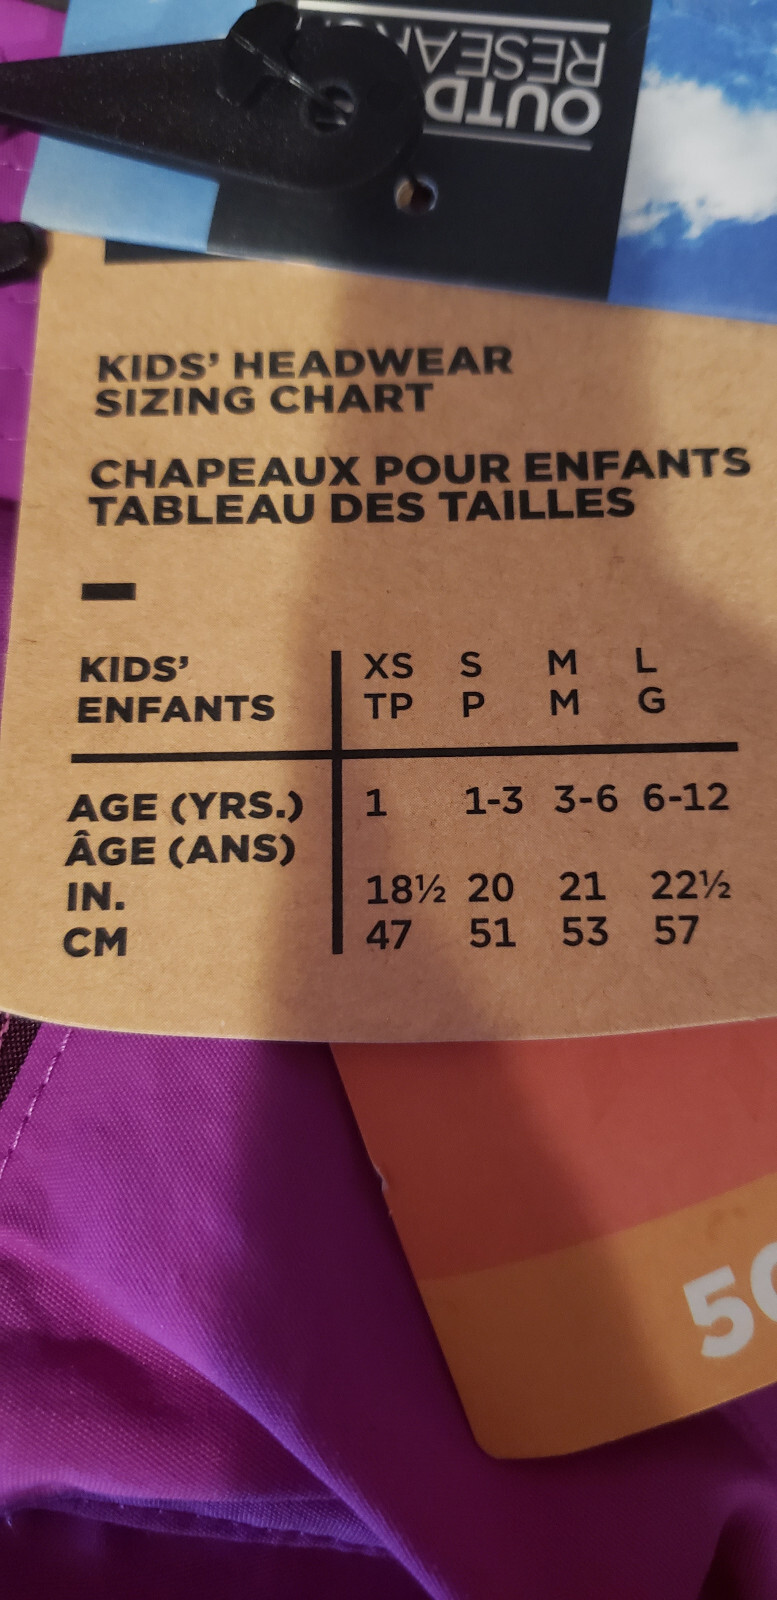 OUTD
RESEAR
KIDS' HEADWEAR
SIZING CHART
CHAPEAUX POUR ENFANTS
TABLEAU DES TAILLES
KIDS' XS S M L
ENFANTS TP P M G
AGE (YRS.) 1 1-3 3-6 6-12
ÂGE (ANS)
IN. 18½ 20 21 22½
CM 47 51 53 57